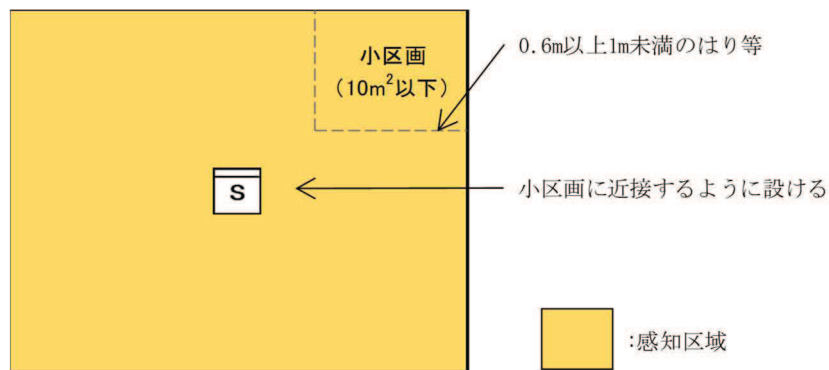 小区画
（10m²以下）
0.6m以上1m未満のはり等
S
小区画に近接するように設ける
:感知区域